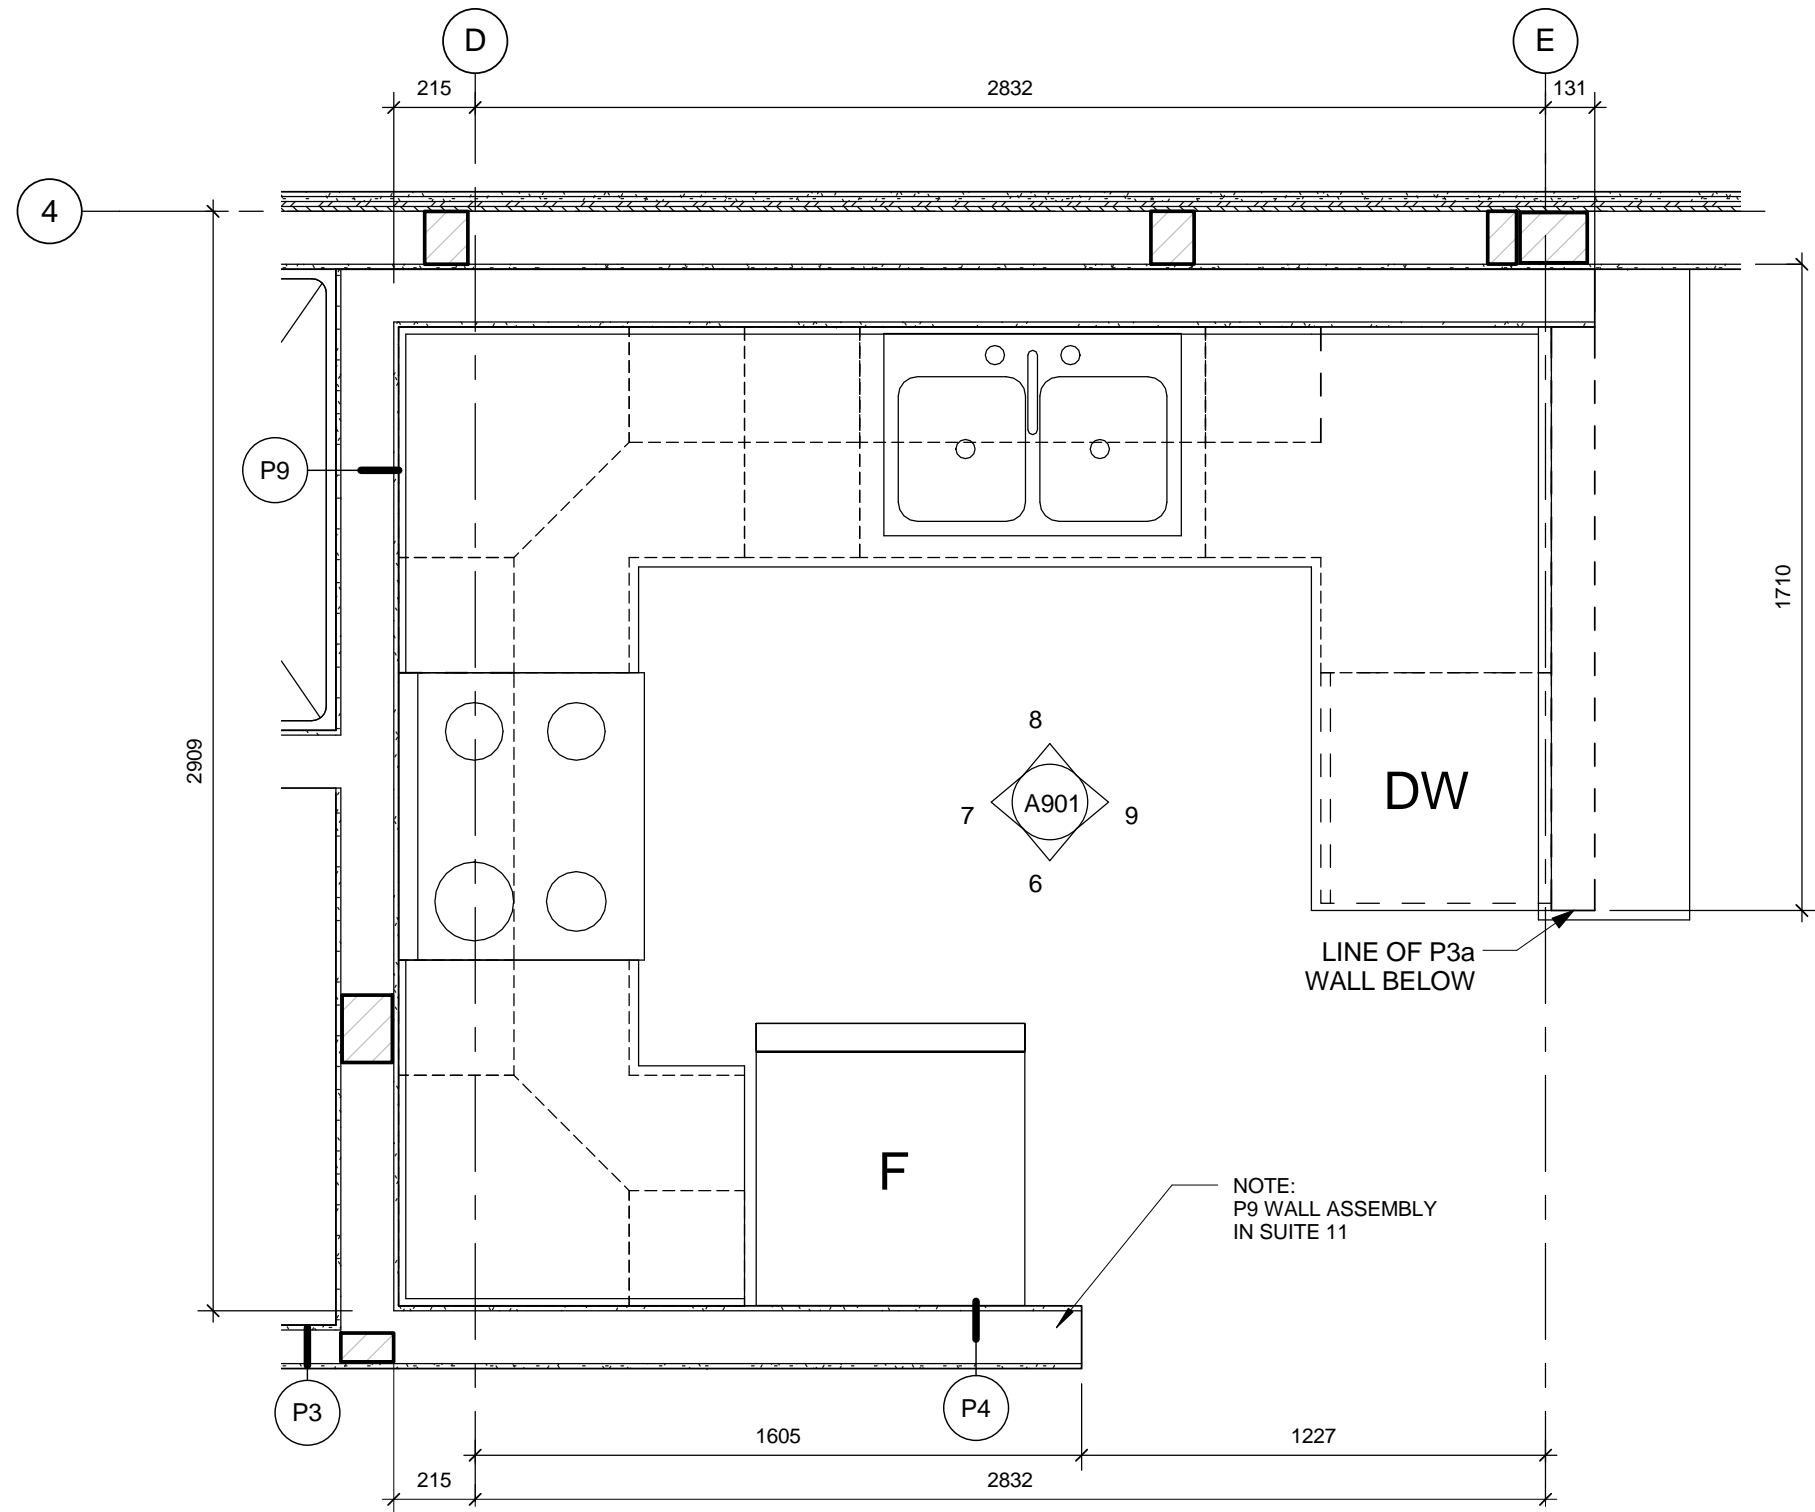 D
E
215
2832
131
4
P9
1710
2909
8
7
A901
9
6
DW
LINE OF P3a
WALL BELOW
F
NOTE:
P9 WALL ASSEMBLY
IN SUITE 11
P3
P4
1605
1227
215
2832